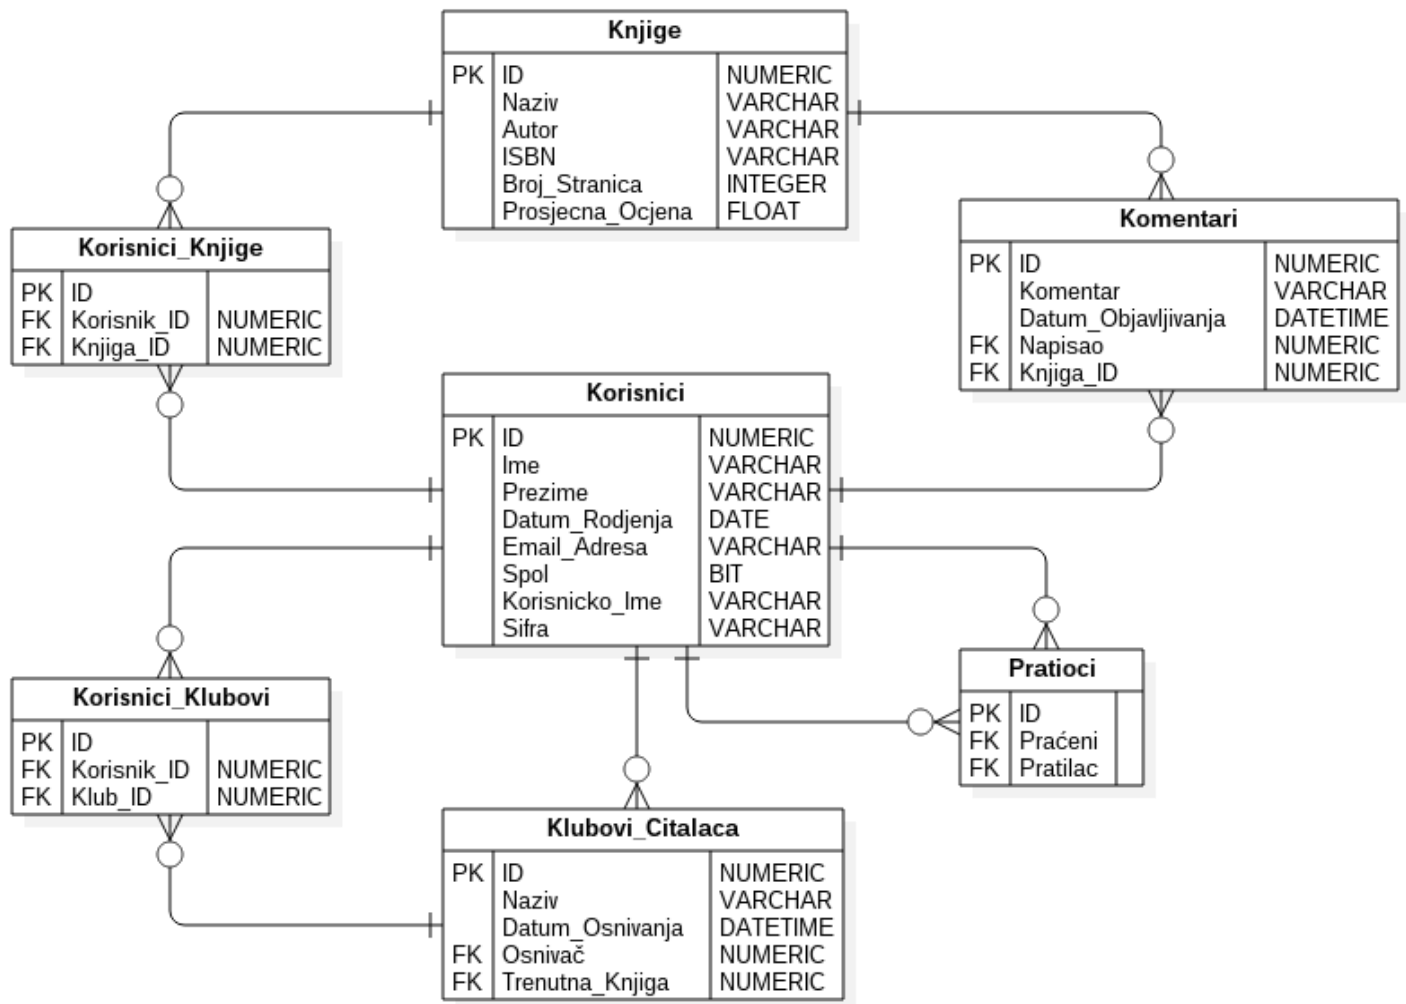 Knjige
PK ID NUMERIC
Naziv VARCHAR
Autor VARCHAR
ISBN VARCHAR
Broj_Stranica INTEGER
Prosjecna_Ocjena FLOAT
Komentari
PK ID NUMERIC
Komentar VARCHAR
Datum_Objavljivanja DATETIME
FK Napisao NUMERIC
FK Knjiga_ID NUMERIC
Korisnici_Knjige
PK ID
FK Korisnik_ID NUMERIC
FK Knjiga_ID NUMERIC
Korisnici
PK ID NUMERIC
Ime VARCHAR
Prezime VARCHAR
Datum_Rodjenja DATE
Email_Adresa VARCHAR
Spol BIT
Korisnicko_Ime VARCHAR
Sifra VARCHAR
Pratioci
PK ID
FK Praćeni
FK Pratilac
Korisnici_Klubovi
PK ID
FK Korisnik_ID NUMERIC
FK Klub_ID NUMERIC
Klubovi_Citalaca
PK ID NUMERIC
Naziv VARCHAR
Datum_Osnivanja DATETIME
FK Osnivač NUMERIC
FK Trenutna_Knjiga NUMERIC